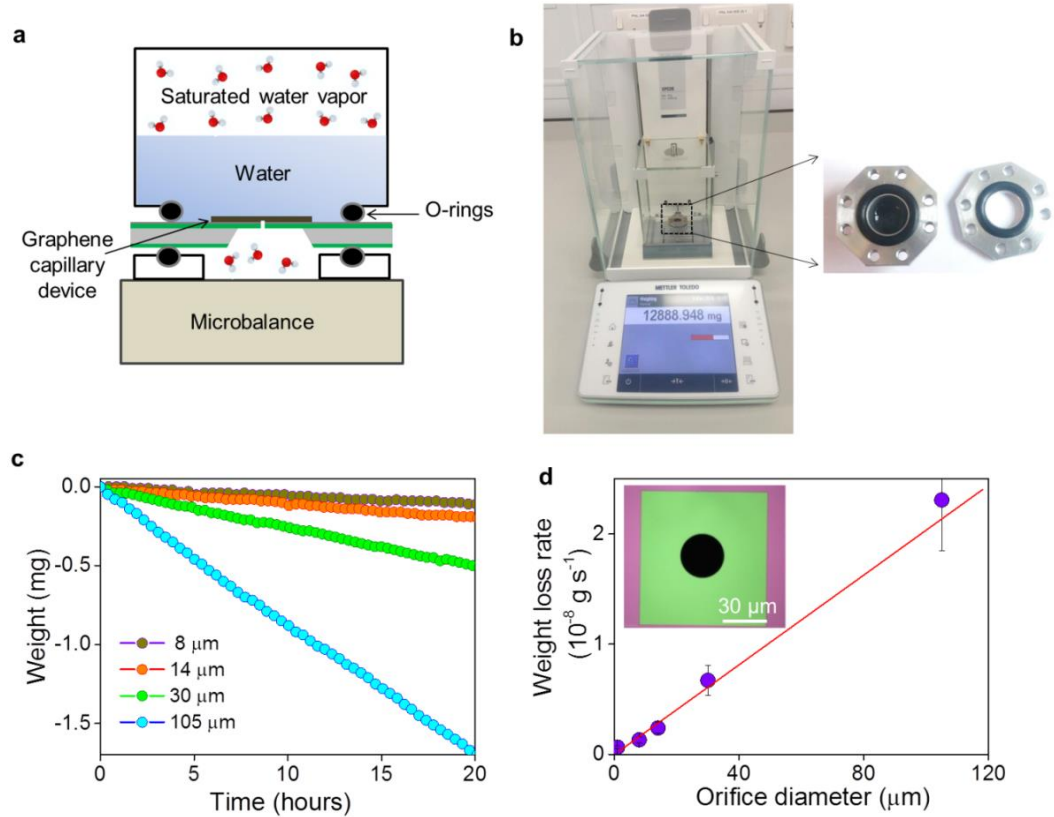 a
Saturated water vapor
Water
O-rings
Graphene
capillary
device
Microbalance
b
METTLER TOLEDO
12888.948 mg
c
Weight (mg)
0.0
-0.5
-1.0
-1.5
8 μm
14 μm
30 μm
105 μm
0
5
10
15
20
Time (hours)
d
Weight loss rate
(10⁻⁸ g s⁻¹)
2
1
0
30 μm
0
40
80
120
Orifice diameter (μm)